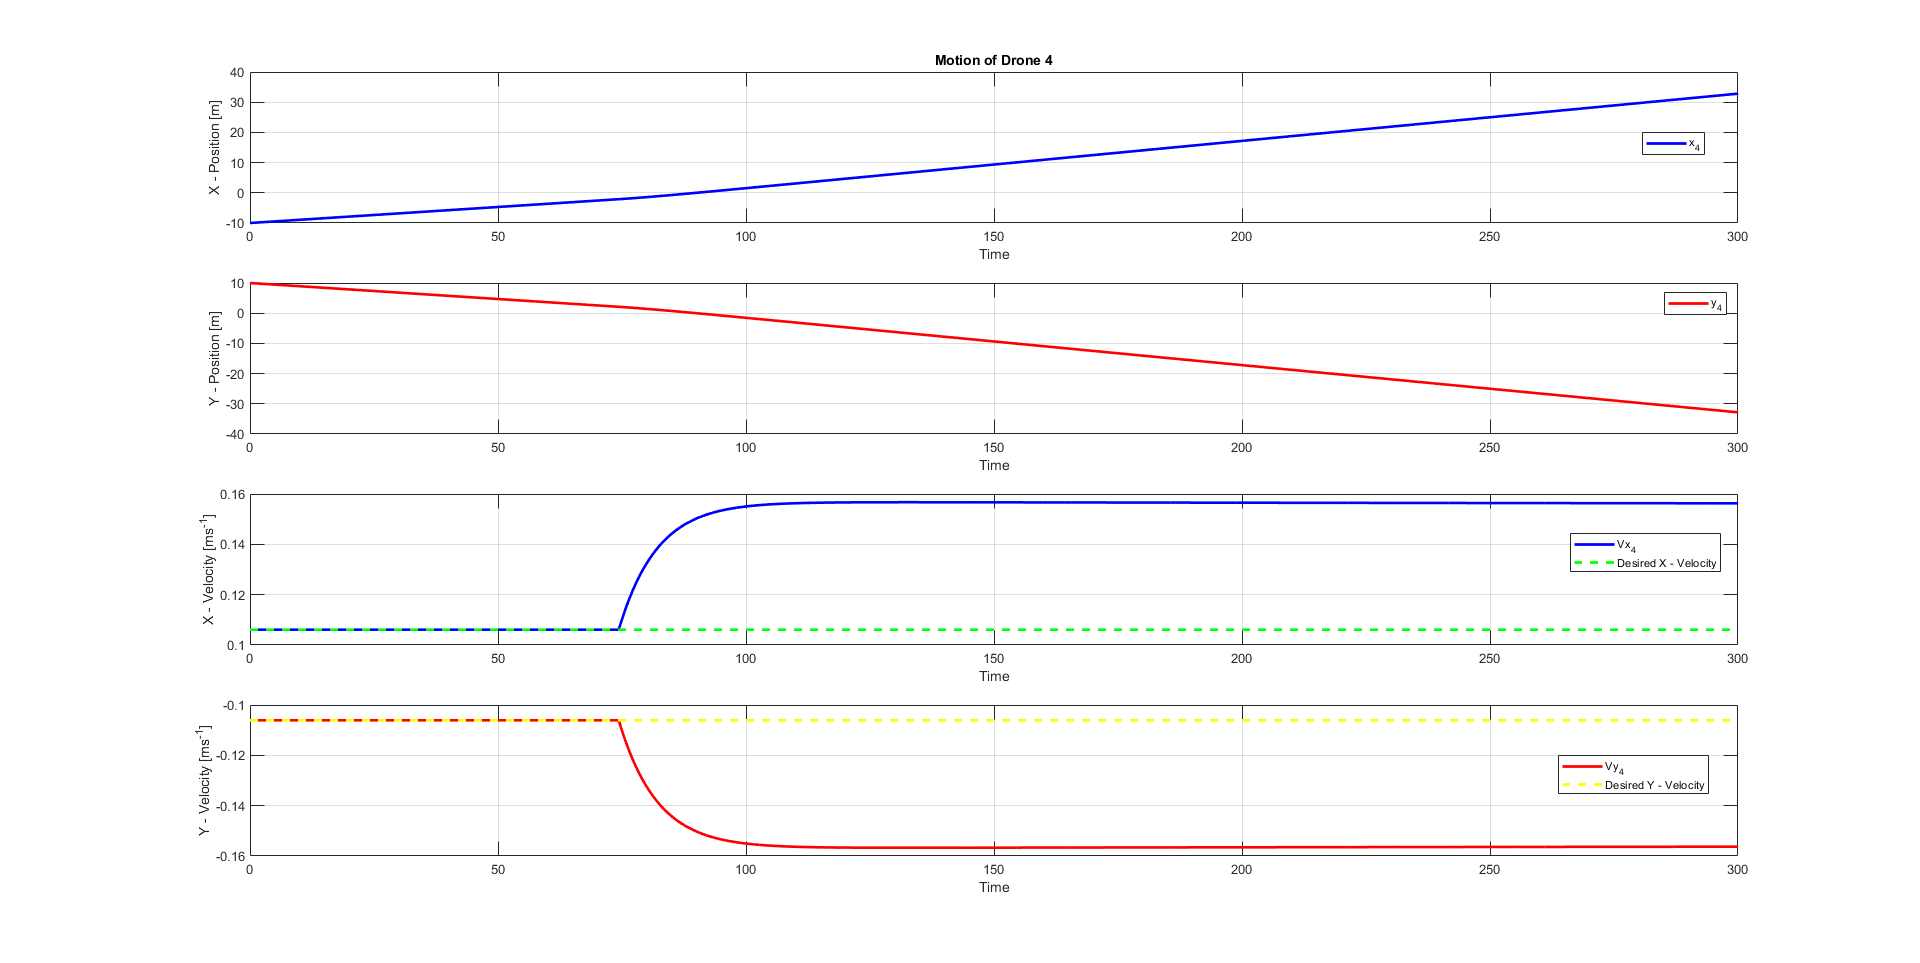 Motion of Drone 4
40
30
20
10
0
-10
X - Position [m]
x4
0 50 100 150 200 250 300
Time
10
0
-10
-20
-30
-40
Y - Position [m]
y4
0 50 100 150 200 250 300
Time
0.16
0.14
0.12
0.1
X - Velocity [ms-1]
Vx4
Desired X - Velocity
0 50 100 150 200 250 300
Time
-0.1
-0.12
-0.14
-0.16
Y - Velocity [ms-1]
Vy4
Desired Y - Velocity
0 50 100 150 200 250 300
Time